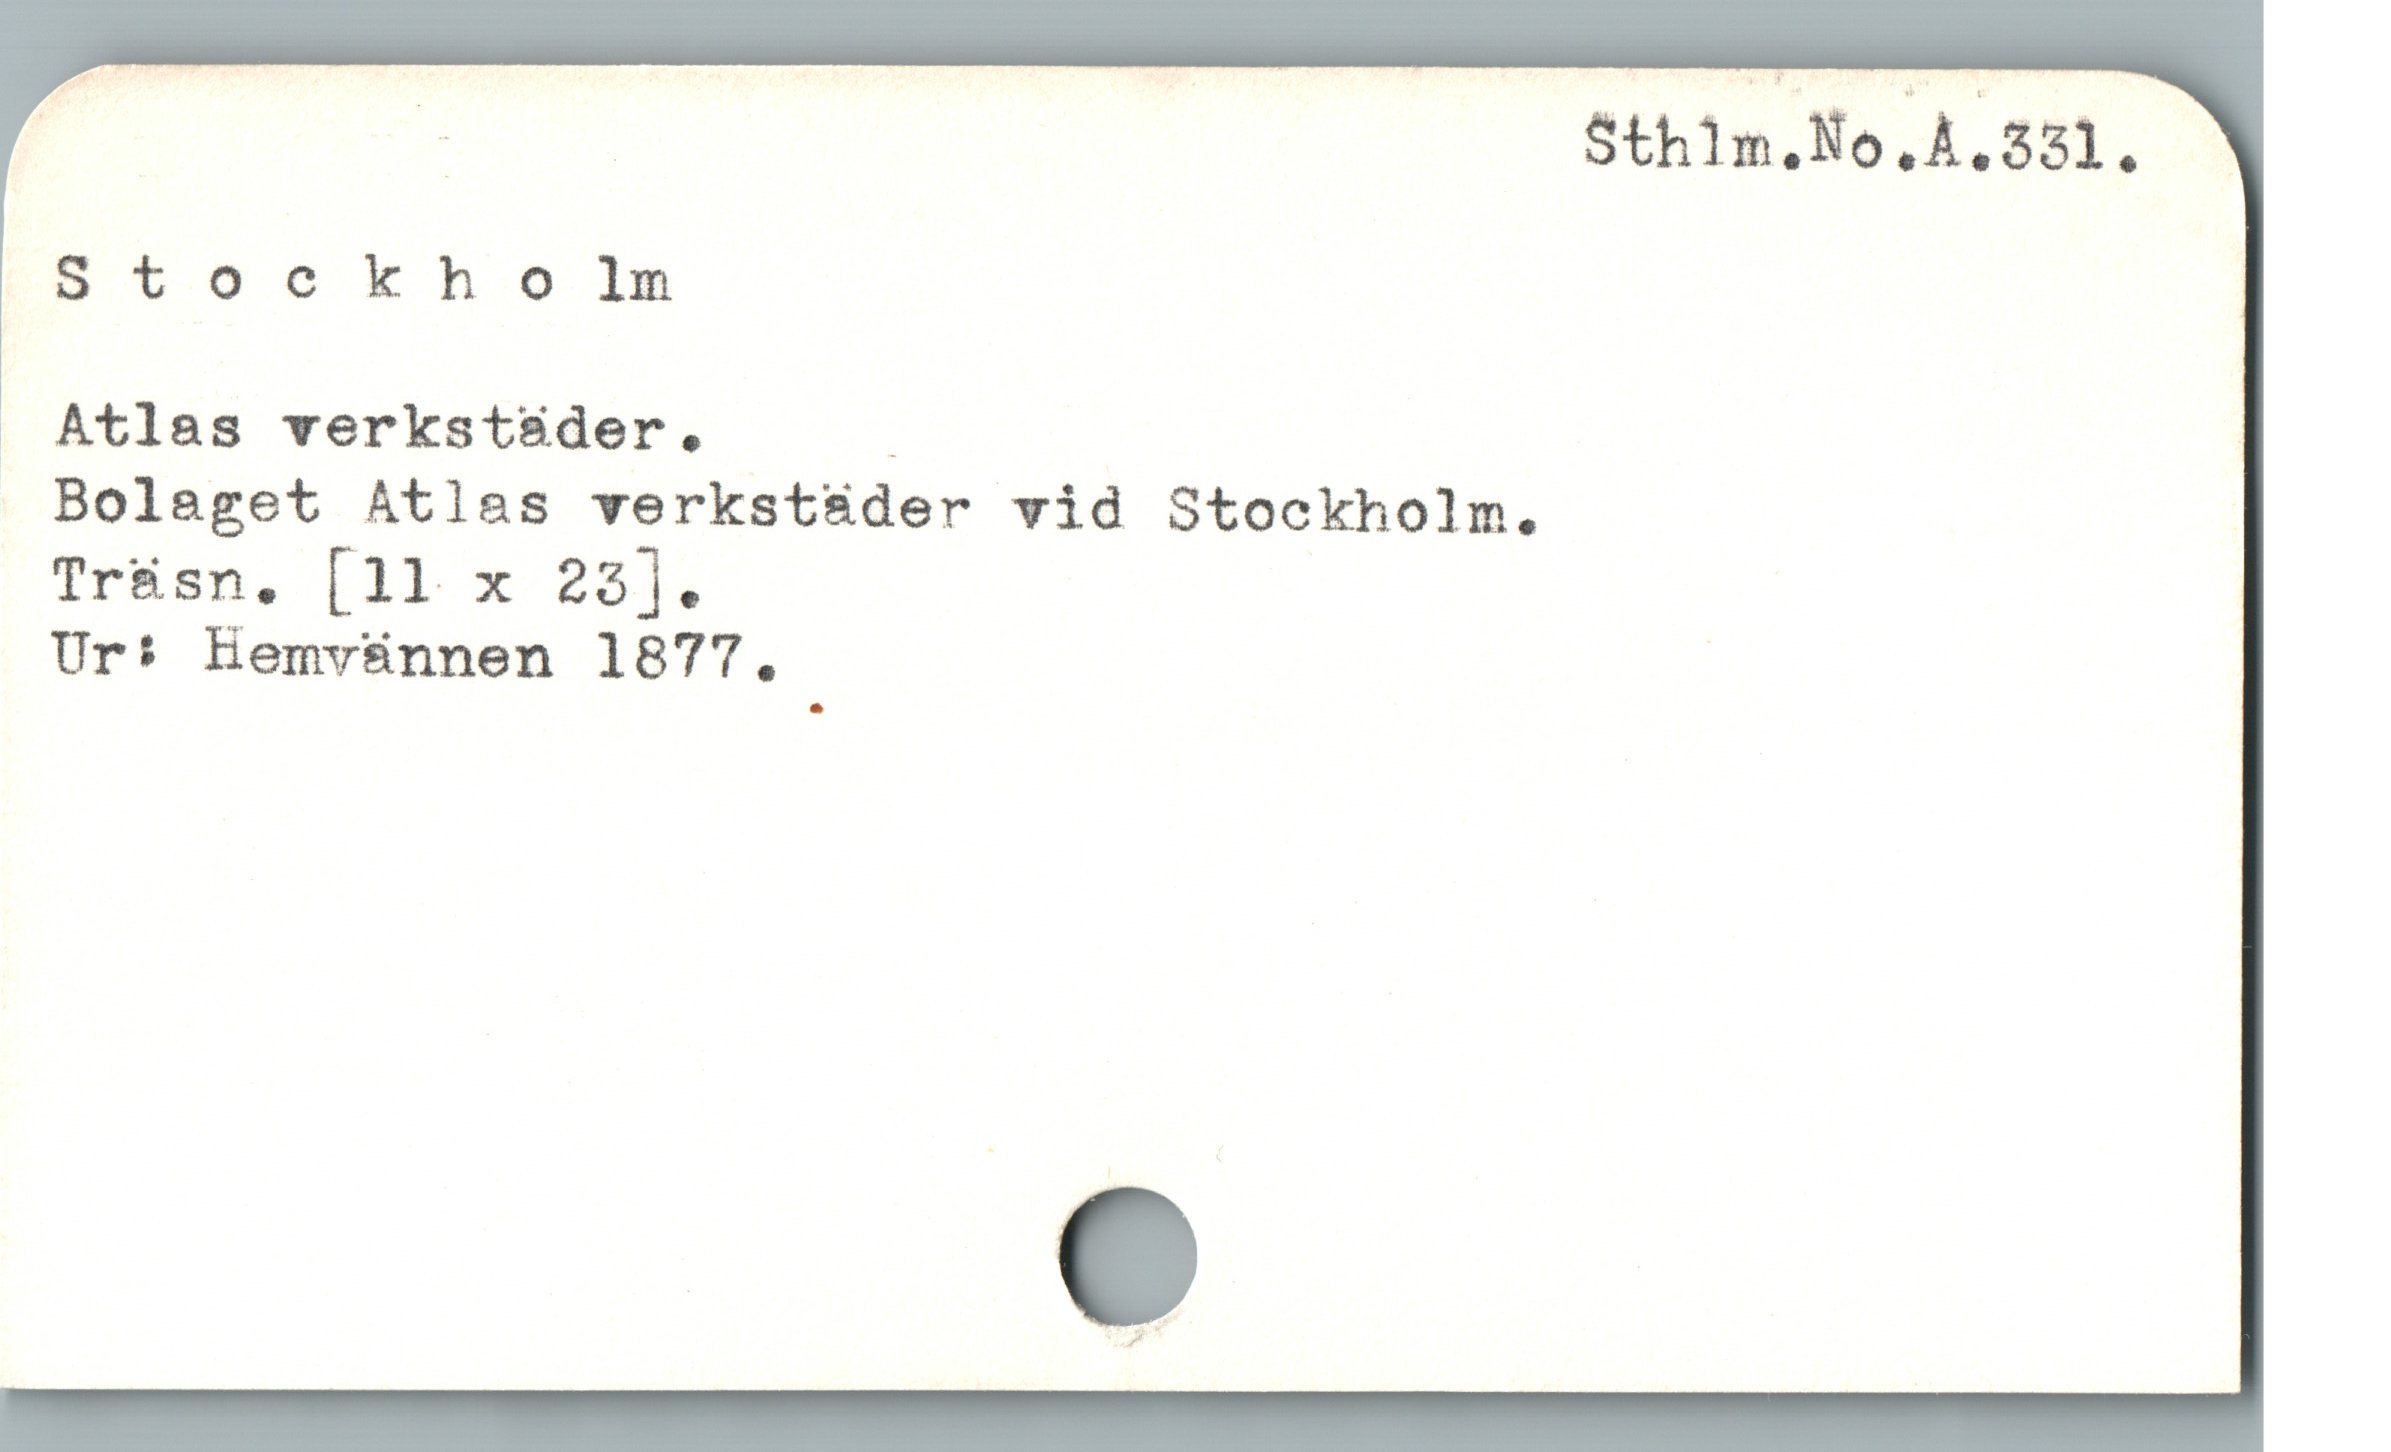 Sthlm.No.A.331.
S t o c k h o lm
Atlas verkstäder.
Bolaget Atlas verkstäder vid Stockholm.
Träsn. [11 x 23].
Ur: Hemvännen 1877.